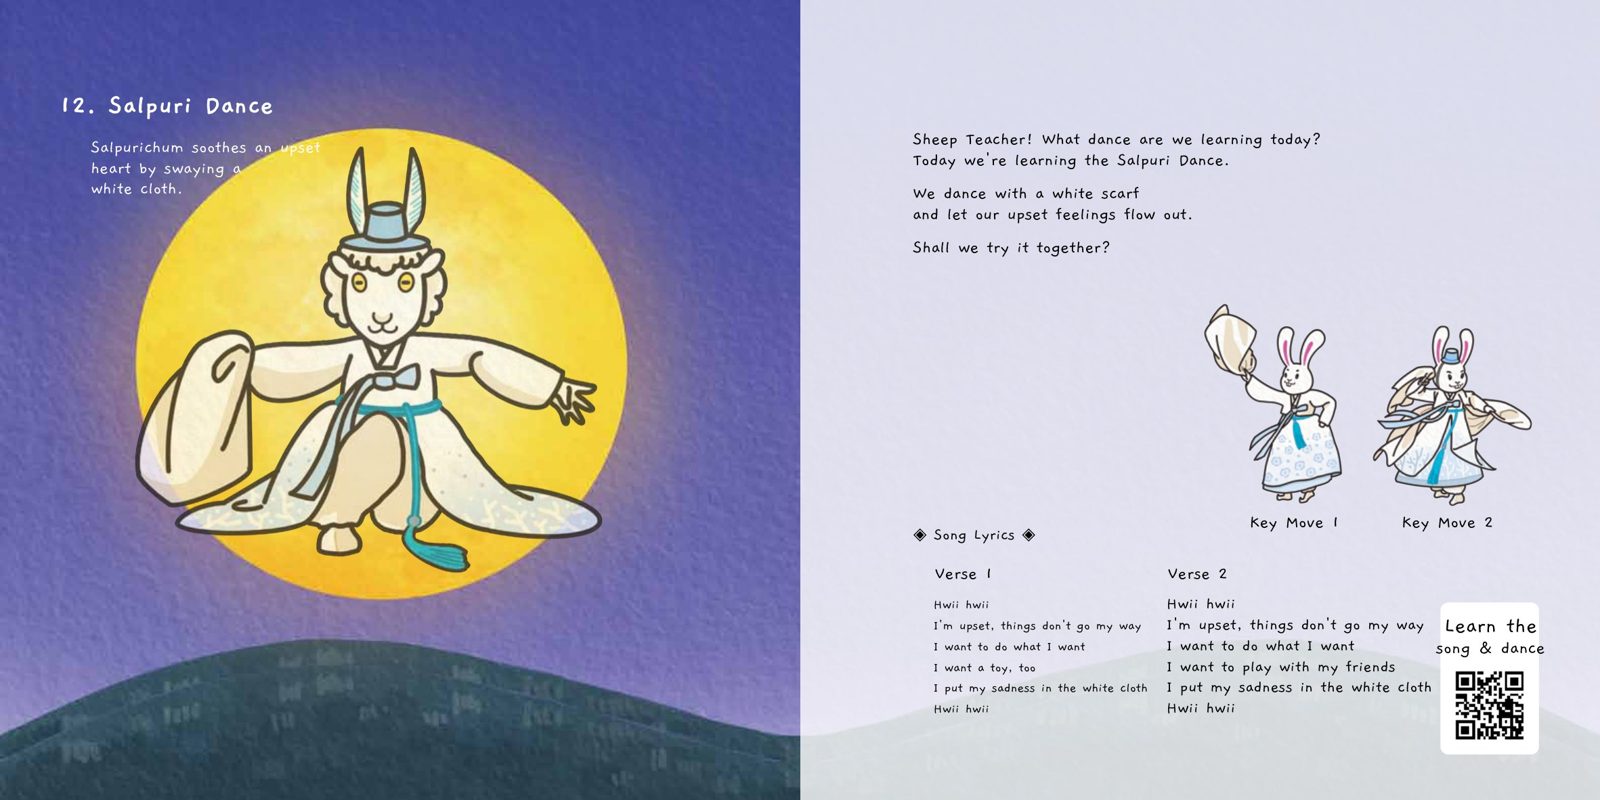 12. Salpuri Dance
Salpurichum soothes an upset
heart by swaying a
white cloth.
Sheep Teacher! What dance are we learning today?
Today we're learning the Salpuri Dance.
We dance with a white scarf
and let our upset feelings flow out.
Shall we try it together?
Key Move 1
Key Move 2
◈ Song Lyrics ◈
Verse 1
Hwii hwii
I'm upset, things don't go my way
I want to do what I want
I want a toy, too
I put my sadness in the white cloth
Hwii hwii
Verse 2
Hwii hwii
I'm upset, things don't go my way
I want to do what I want
I want to play with my friends
I put my sadness in the white cloth
Hwii hwii
Learn the
song & dance